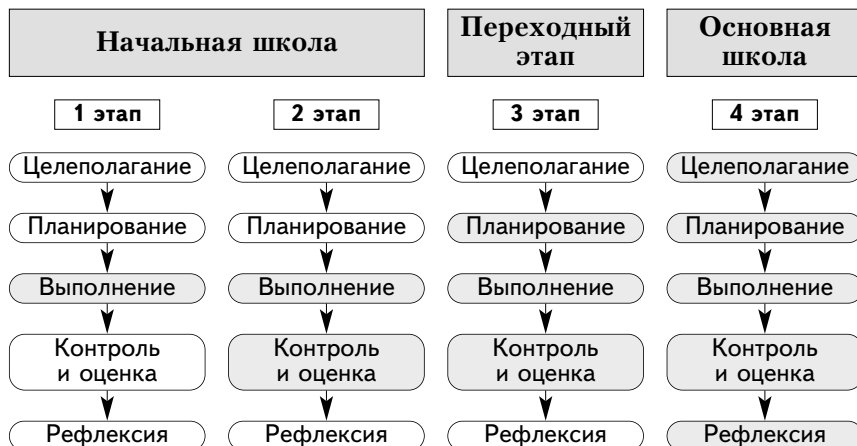 Начальная школа
Переходный
этап
Основная
школа
1 этап
2 этап
3 этап
4 этап
Целеполагание
Целеполагание
Целеполагание
Целеполагание
Планирование
Планирование
Планирование
Планирование
Выполнение
Выполнение
Выполнение
Выполнение
Контроль
и оценка
Контроль
и оценка
Контроль
и оценка
Контроль
и оценка
Рефлексия
Рефлексия
Рефлексия
Рефлексия